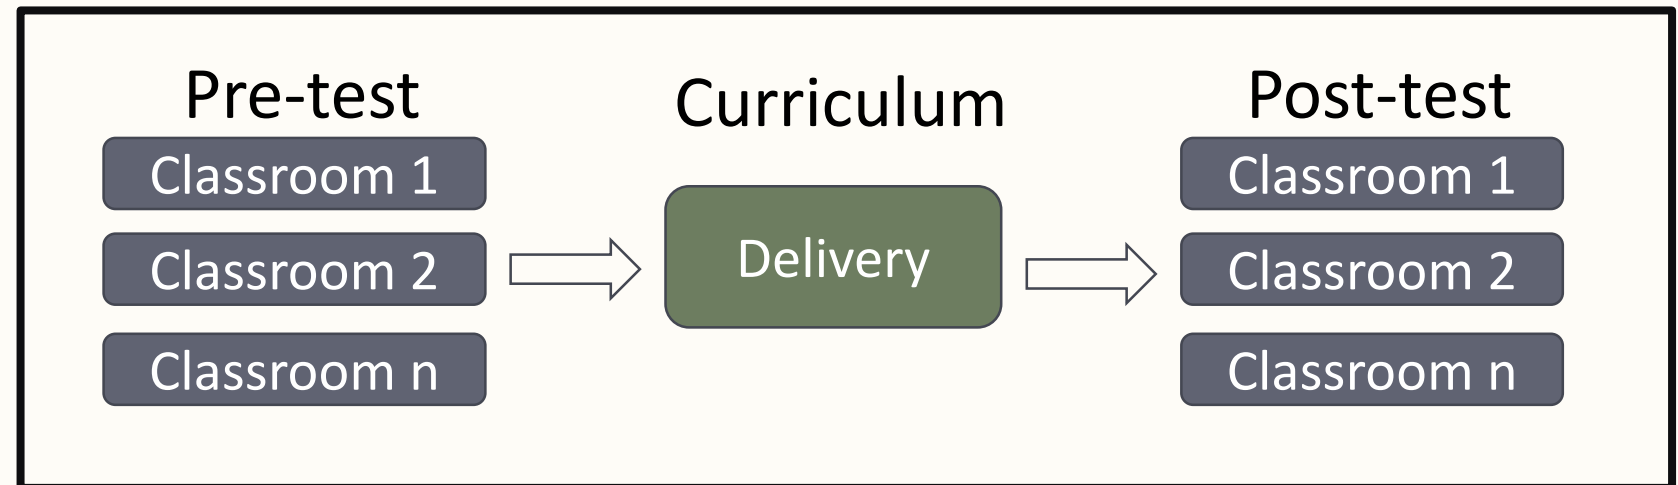 Pre-test
Classroom 1
Classroom 2
Classroom n
Curriculum
Delivery
Post-test
Classroom 1
Classroom 2
Classroom n